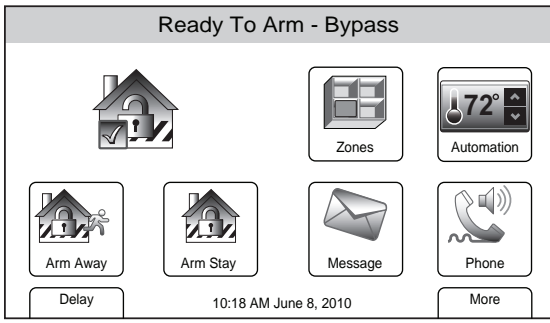 Ready To Arm - Bypass
72°
Zones
Automation
Arm Away
Arm Stay
Message
Phone
Delay
10:18 AM June 8, 2010
More